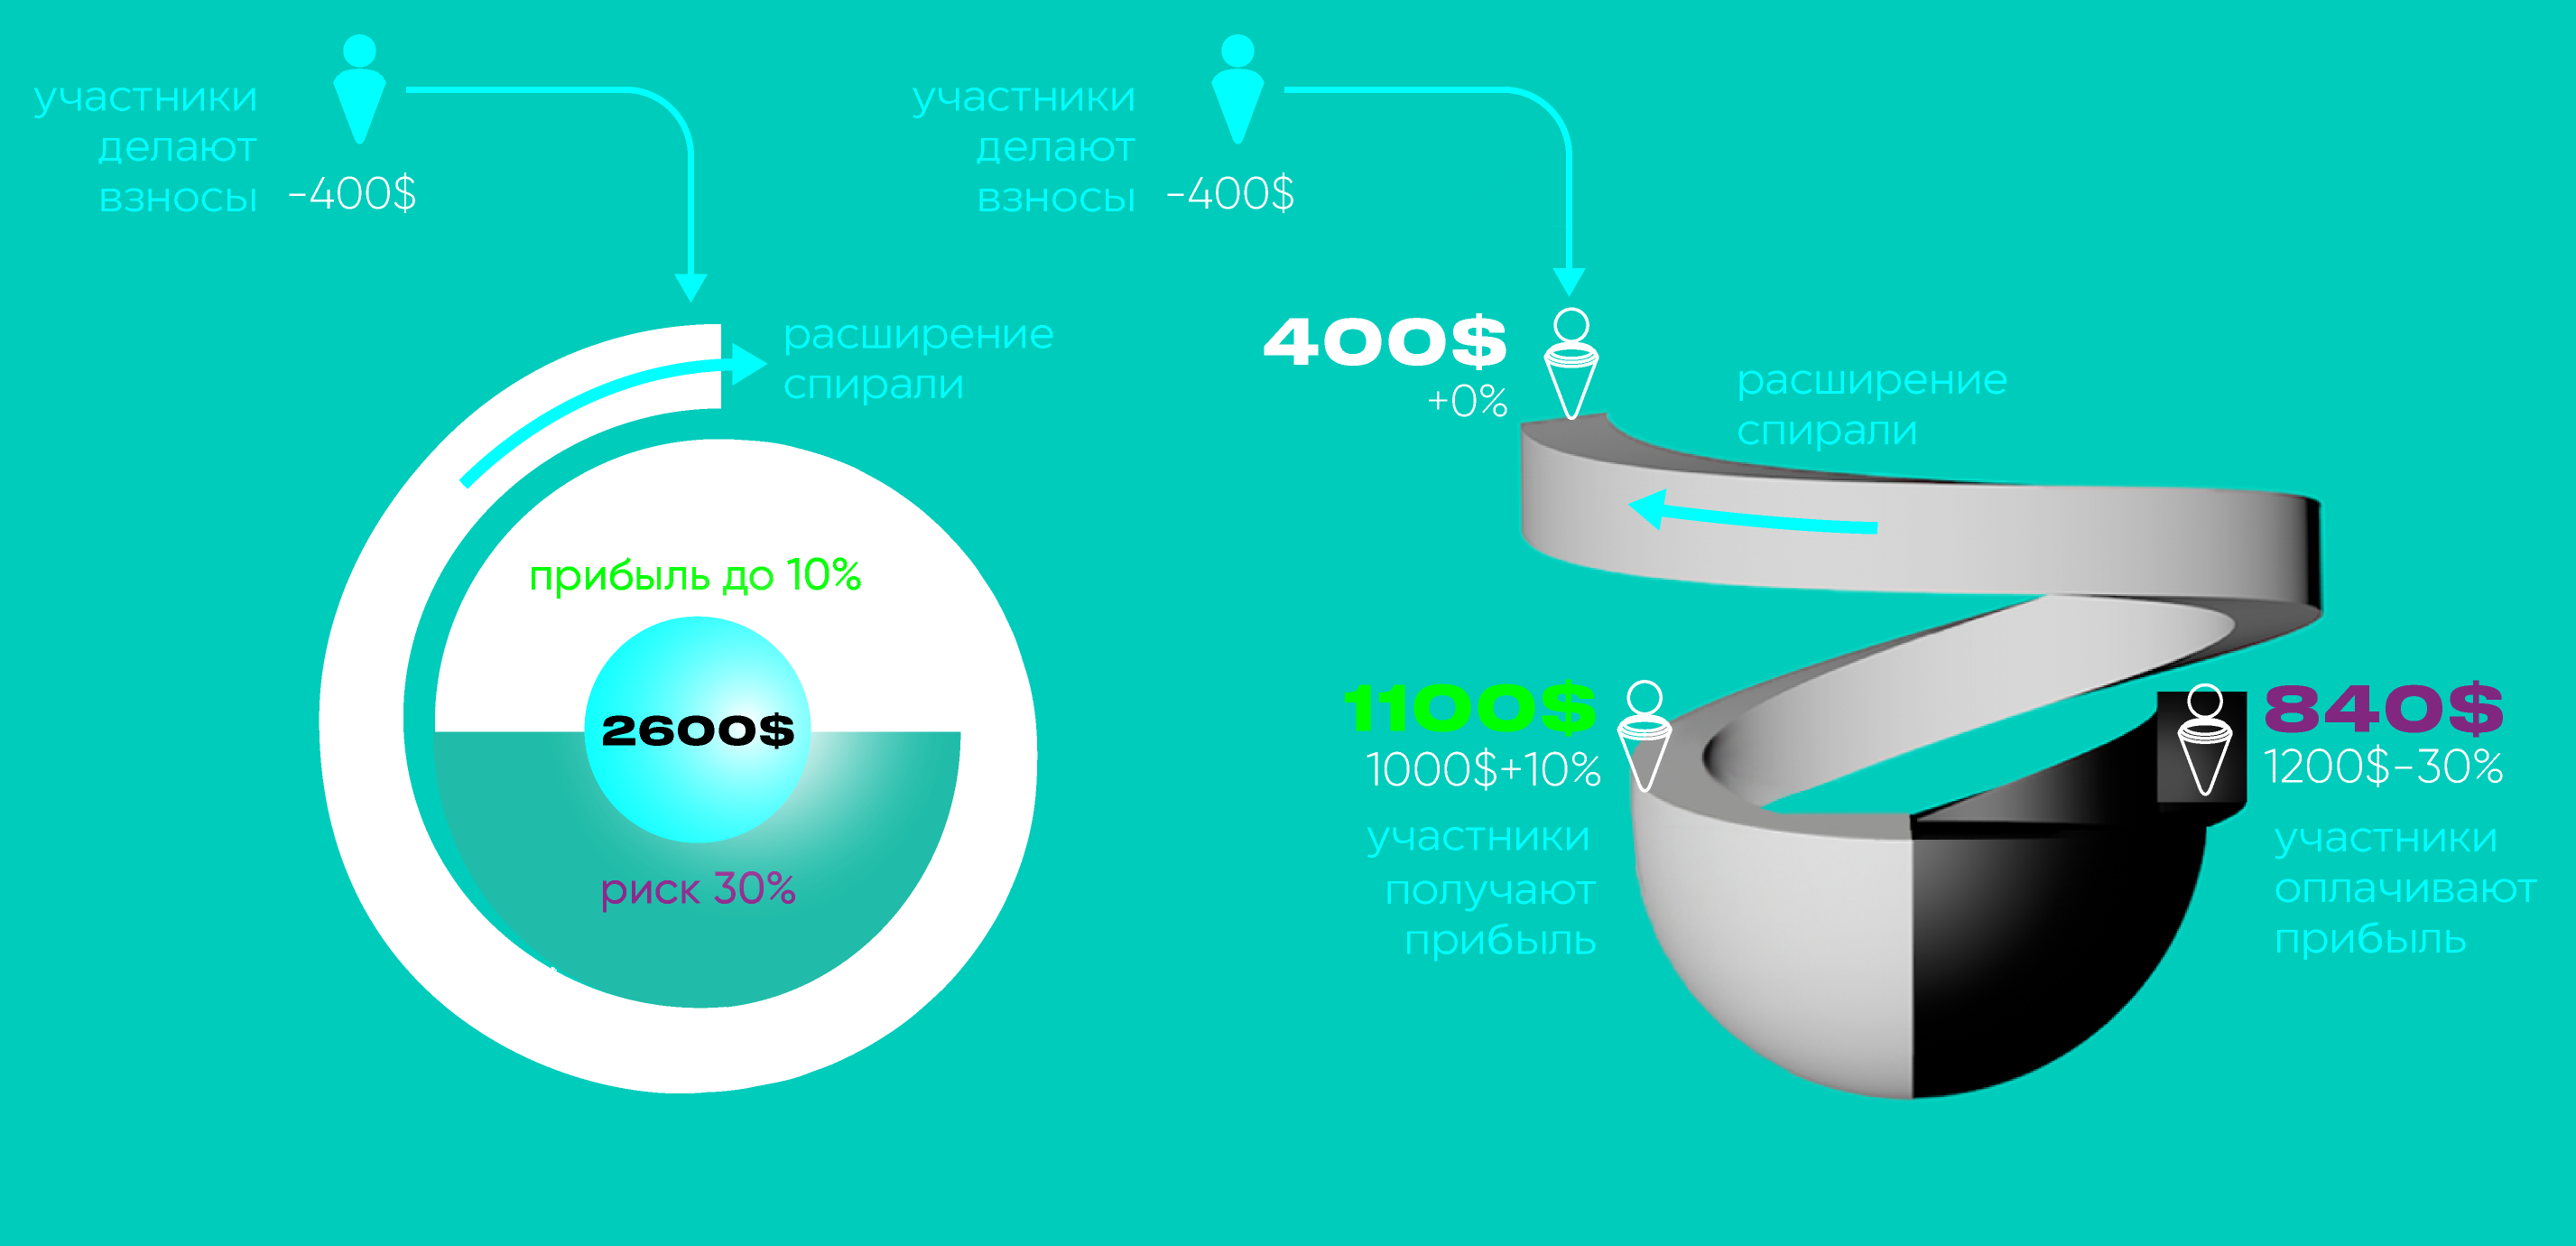 участники
делают
взносы
-400$
расширение
спирали
прибыль до 10%
2600$
риск 30%
участники
делают
взносы
-400$
400$
+0%
расширение
спирали
1100$
1000$+10%
участники
получают
прибыль
840$
1200$-30%
участники
оплачивают
прибыль